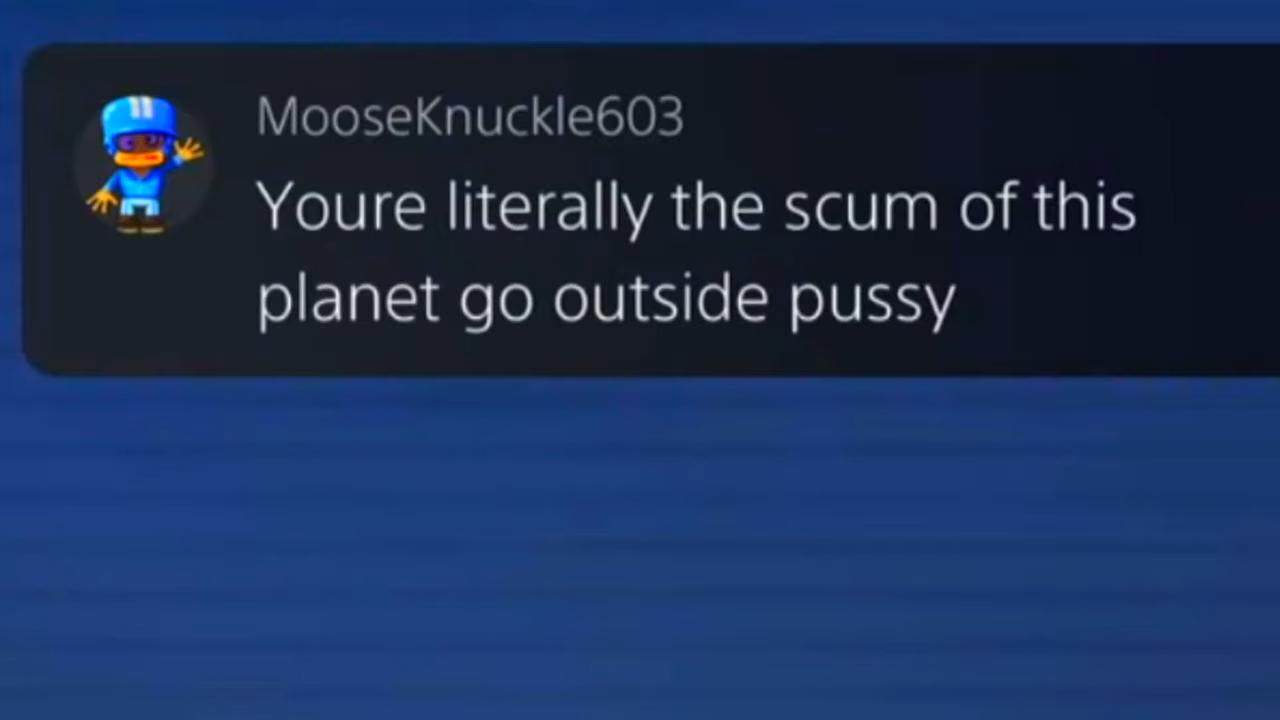 MooseKnuckle603
Youre literally the scum of this
planet go outside pussy